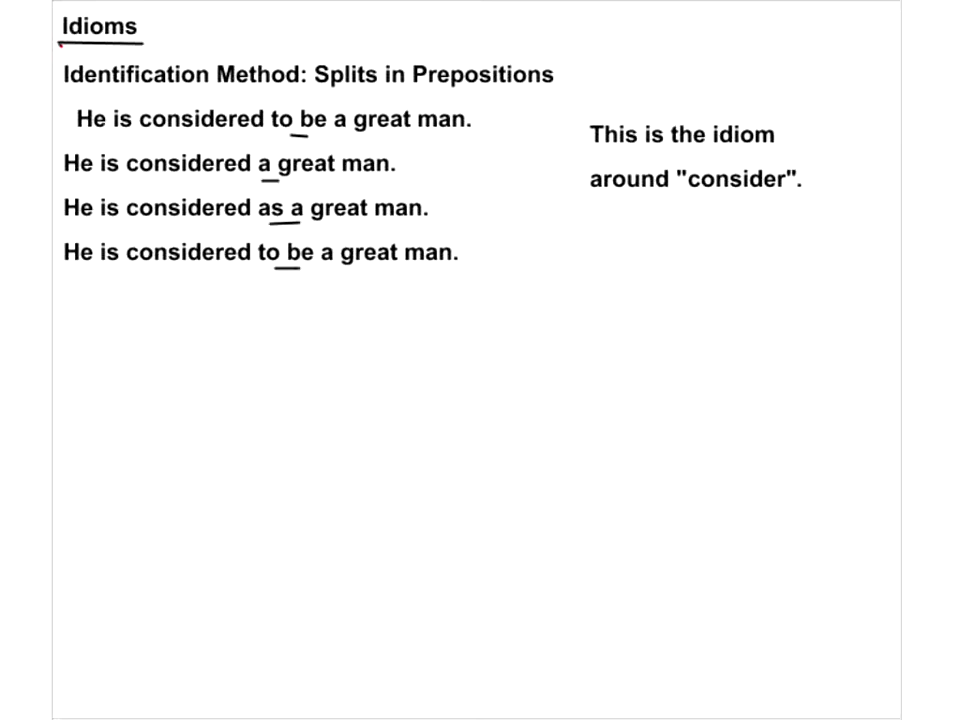 Idioms
Identification Method: Splits in Prepositions
He is considered to be a great man.
He is considered a great man.
He is considered as a great man.
He is considered to be a great man.
This is the idiom
around "consider".